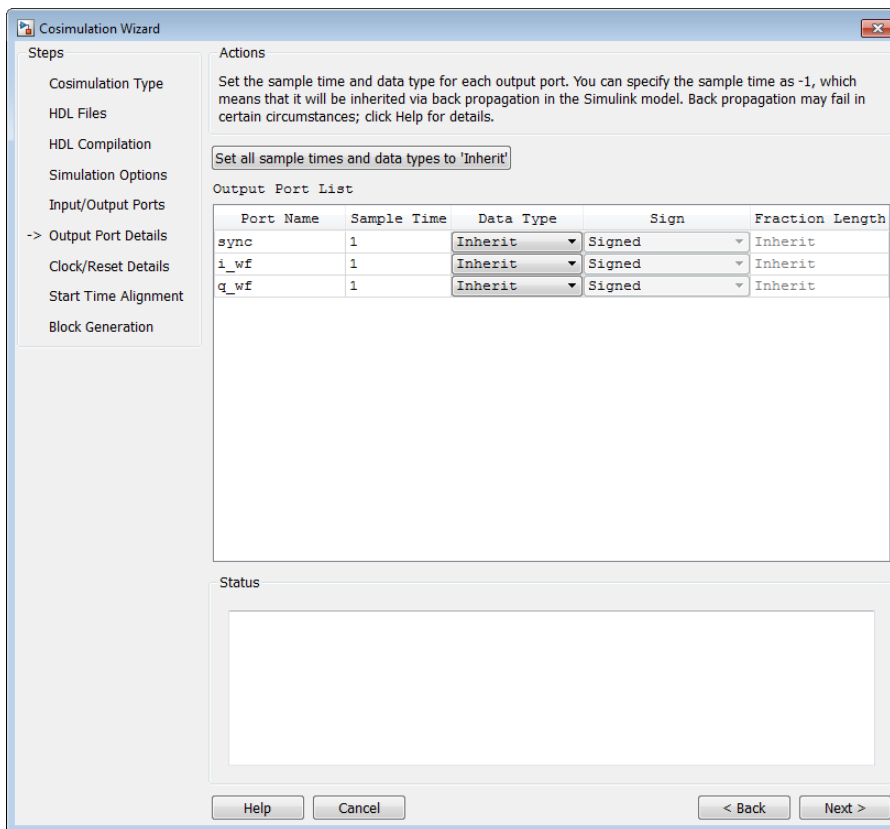 Cosimulation Wizard
Steps
Cosimulation Type
HDL Files
HDL Compilation
Simulation Options
Input/Output Ports
-> Output Port Details
Clock/Reset Details
Start Time Alignment
Block Generation
Actions
Set the sample time and data type for each output port. You can specify the sample time as -1, which
means that it will be inherited via back propagation in the Simulink model. Back propagation may fail in
certain circumstances; click Help for details.
Set all sample times and data types to 'Inherit'
Output Port List
Port Name Sample Time Data Type Sign Fraction Length
sync 1 Inherit Signed Inherit
i_wf 1 Inherit Signed Inherit
q_wf 1 Inherit Signed Inherit
Status
Help Cancel < Back Next >